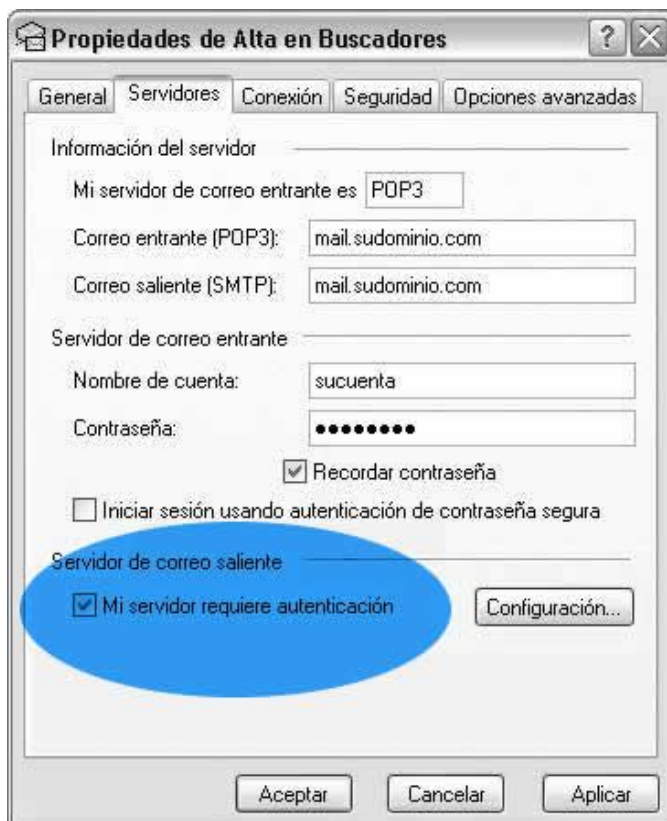 Propiedades de Alta en Buscadores
General Servidores Conexión Seguridad Opciones avanzadas
Información del servidor
Mi servidor de correo entrante es POP3
Correo entrante (POP3): mail.sudominio.com
Correo saliente (SMTP): mail.sudominio.com
Servidor de correo entrante
Nombre de cuenta: sucuenta
Contraseña: ●●●●●●●●
Recordar contraseña
Iniciar sesión usando autenticación de contraseña segura
Servidor de correo saliente
Mi servidor requiere autenticación Configuración...
Aceptar Cancelar Aplicar